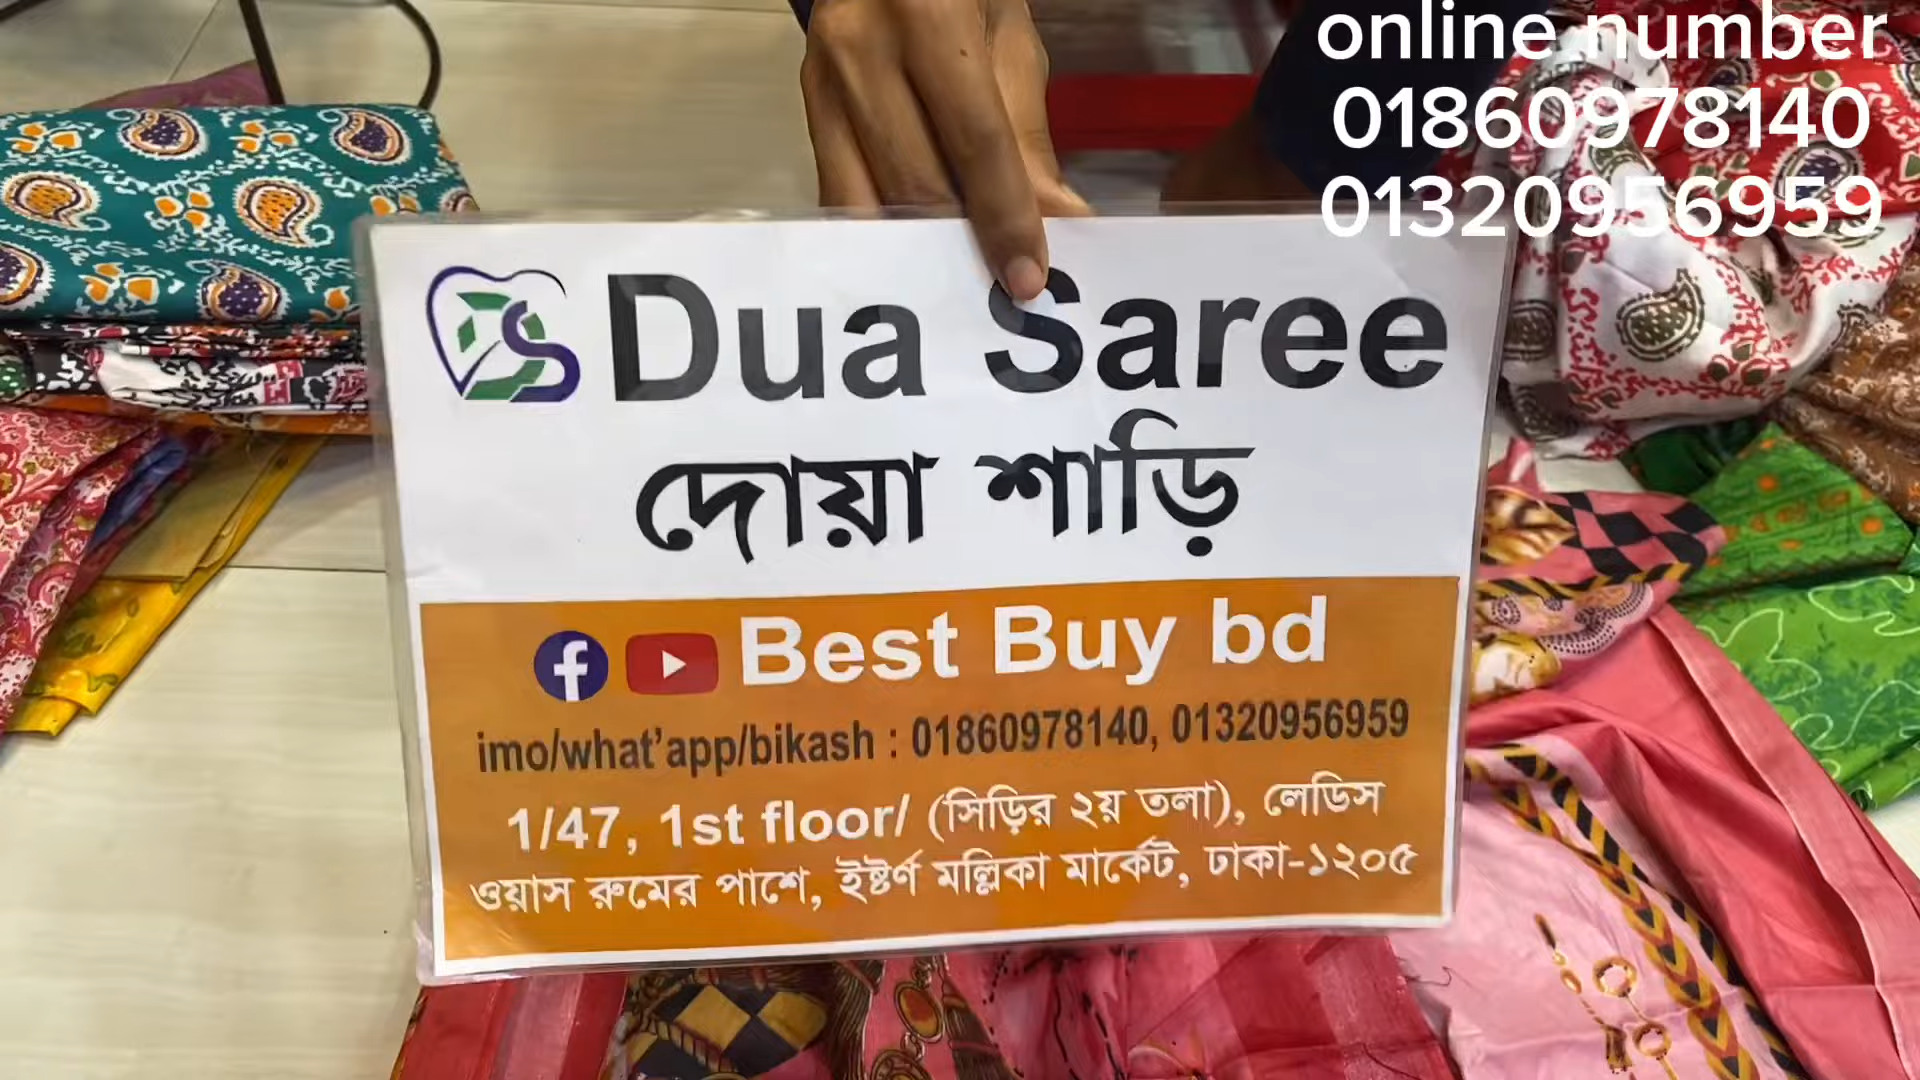 online number
01860978140
01320956959
DS Dua Saree
দোয়া শাড়ি
Best Buy bd
imo/what'app/bikash : 01860978140, 01320956959
1/47, 1st floor/ (সিড়ির ২য় তলা), লেডিস
ওয়াস রুমের পাশে, ইষ্টর্ণ মল্লিকা মার্কেট, ঢাকা-১২০৫